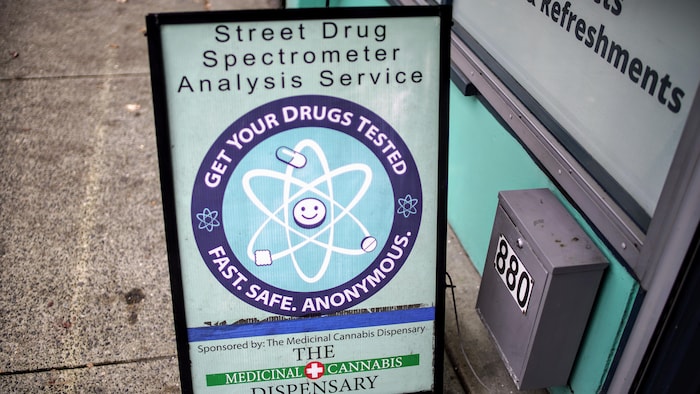 Street Drug
Spectrometer
Analysis Service
GET YOUR DRUGS TESTED
FAST. SAFE. ANONYMOUS.
Sponsored by: The Medicinal Cannabis Dispensary
THE
MEDICINAL CANNABIS
DISPENSARY
& Refreshments
880